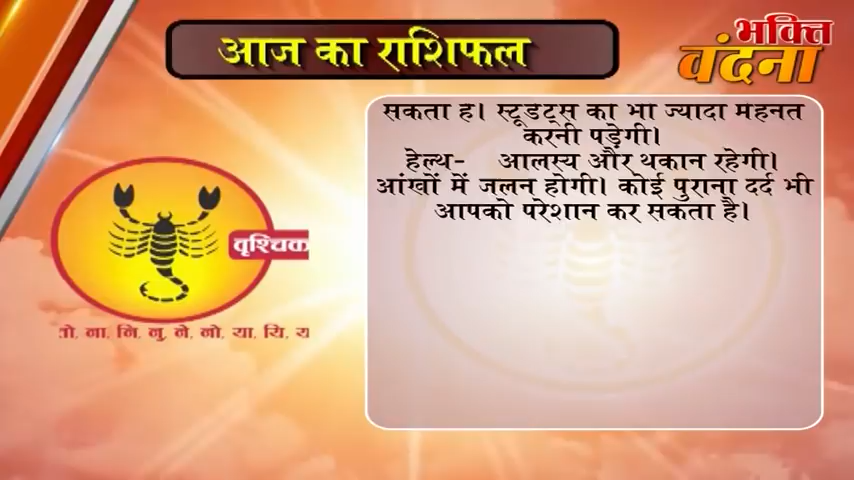 आज का राशिफल
भक्ति
वंदना
सकता है। स्टूडेंट्स को भी ज्यादा मेहनत
करनी पड़ेगी।
हेल्थ- आलस्य और थकान रहेगी।
आंखों में जलन होगी। कोई पुराना दर्द भी
आपको परेशान कर सकता है।
वृश्चिक
ना, नि, नु, ने, नो, या, यि,